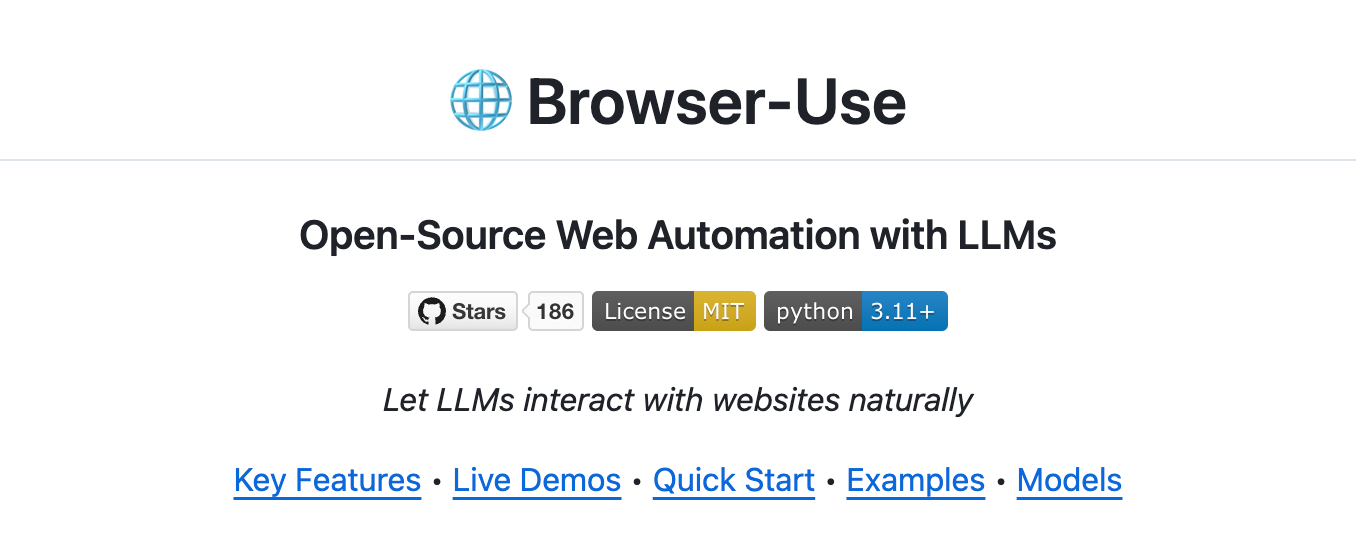 🌐 Browser-Use
Open-Source Web Automation with LLMs
Stars 186 License MIT python 3.11+
Let LLMs interact with websites naturally
Key Features • Live Demos • Quick Start • Examples • Models